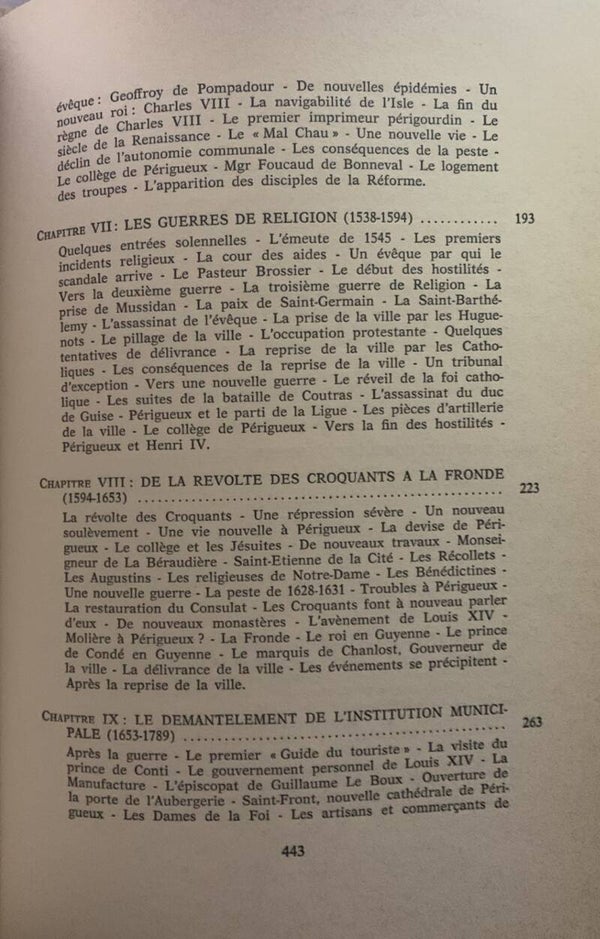 évêque : Geoffroy de Pompadour - De nouvelles épidémies - Un
nouveau roi : Charles VIII - La navigabilité de l'Isle - La fin du
règne de Charles VIII - Le premier imprimeur périgourdin - Le
siècle de la Renaissance - Le « Mal Chau » - Une nouvelle vie - Le
déclin de l'autonomie communale - Les conséquences de la peste -
Le collège de Périgueux - Mgr Foucaud de Bonneval - Le logement
des troupes - L'apparition des disciples de la Réforme.
CHAPITRE VII : LES GUERRES DE RELIGION (1538-1594) ............ 193
Quelques entrées solennelles - L'émeute de 1545 - Les premiers
incidents religieux - La cour des aides - Un évêque par qui le
scandale arrive - Le Pasteur Brossier - Le début des hostilités -
Vers la deuxième guerre - La troisième guerre de Religion - La
prise de Mussidan - La paix de Saint-Germain - La Saint-Barthé-
lemy - L'assassinat de l'évêque - La prise de la ville par les Hugue-
nots - Le pillage de la ville - L'occupation protestante - Quelques
tentatives de délivrance - La reprise de la ville par les Catho-
liques - Les conséquences de la reprise de la ville - Un tribunal
d'exception - Vers une nouvelle guerre - Le réveil de la foi catho-
lique - Les suites de la bataille de Coutras - L'assassinat du duc
de Guise - Périgueux et le parti de la Ligue - Les pièces d'artillerie
de la ville - Le collège de Périgueux - Vers la fin des hostilités -
Périgueux et Henri IV.
CHAPITRE VIII : DE LA REVOLTE DES CROQUANTS A LA FRONDE
(1594-1653) ................................................ 223
La révolte des Croquants - Une répression sévère - Un nouveau
soulèvement - Une vie nouvelle à Périgueux - La devise de Péri-
gueux - Le collège et les Jésuites - De nouveaux travaux - Monsei-
gneur de La Béraudière - Saint-Etienne de la Cité - Les Récollets -
Les Augustins - Les religieuses de Notre-Dame - Les Bénédictines -
Une nouvelle guerre - La peste de 1628-1631 - Troubles à Périgueux -
La restauration du Consulat - Les Croquants font à nouveau parler
d'eux - De nouveaux monastères - L'avènement de Louis XIV -
Molière à Périgueux ? - La Fronde - Le roi en Guyenne - Le prince
de Condé en Guyenne - Le marquis de Chanlost, Gouverneur de
la ville - La délivrance de la ville - Les événements se précipitent -
Après la reprise de la ville.
CHAPITRE IX : LE DEMANTELEMENT DE L'INSTITUTION MUNICI-
PALE (1653-1789) .......................................... 263
Après la guerre - Le premier « Guide du touriste » - La visite du
prince de Conti - Le gouvernement personnel de Louis XIV - La
Manufacture - L'épiscopat de Guillaume Le Boux - Ouverture de
la porte de l'Aubergerie - Saint-Front, nouvelle cathédrale de Péri-
gueux - Les Dames de la Foi - Les artisans et commerçants de
443